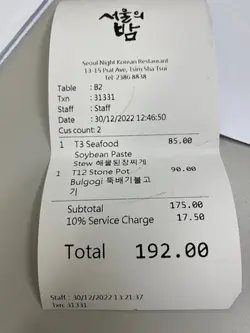 서울의
밤
Seoul Night Korean Restaurant
13-15 Prat Ave, Tsim Sha Tsui
Tel: 2386 8838
Table : B2
Txn : 31331
Staff : Staff
Date : 30/12/2022 12:46:50
Cus count: 2
1 T3 Seafood 85.00
Soybean Paste
Stew 해물된장찌게
1 T12 Stone Pot 90.00
Bulgogi 뚝배기불고
기
Subtotal 175.00
10% Service Charge 17.50
Total 192.00
Staff : 30/12/2022 13:21:37
Txn: 31331